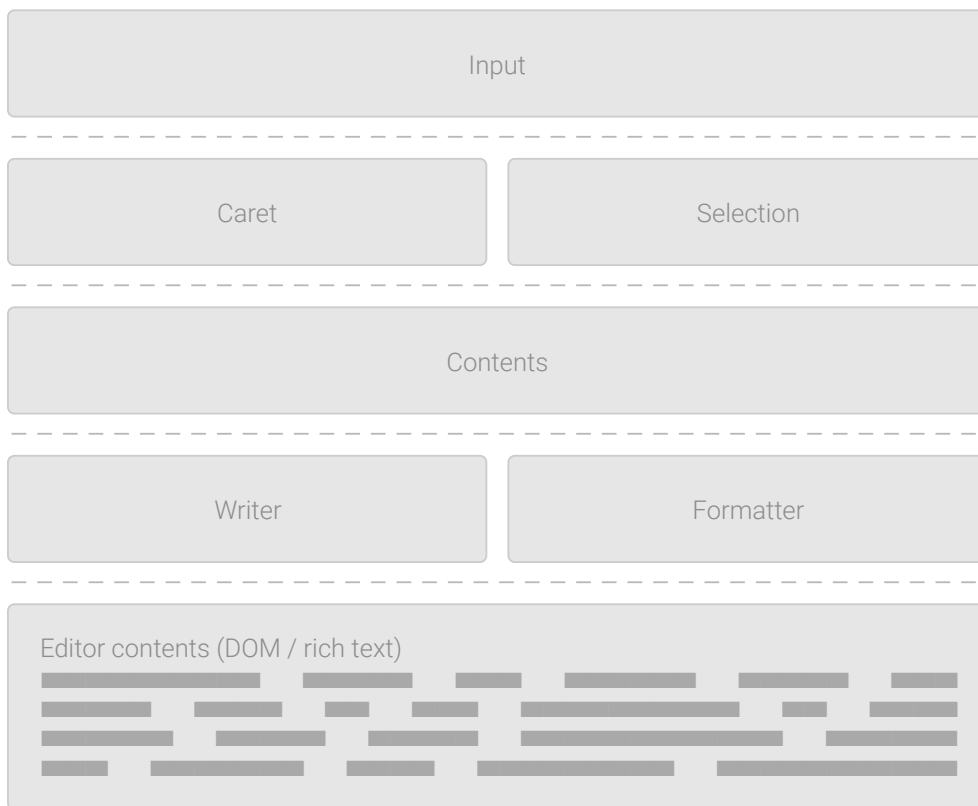 Input
Caret
Selection
Contents
Writer
Formatter
Editor contents (DOM / rich text)